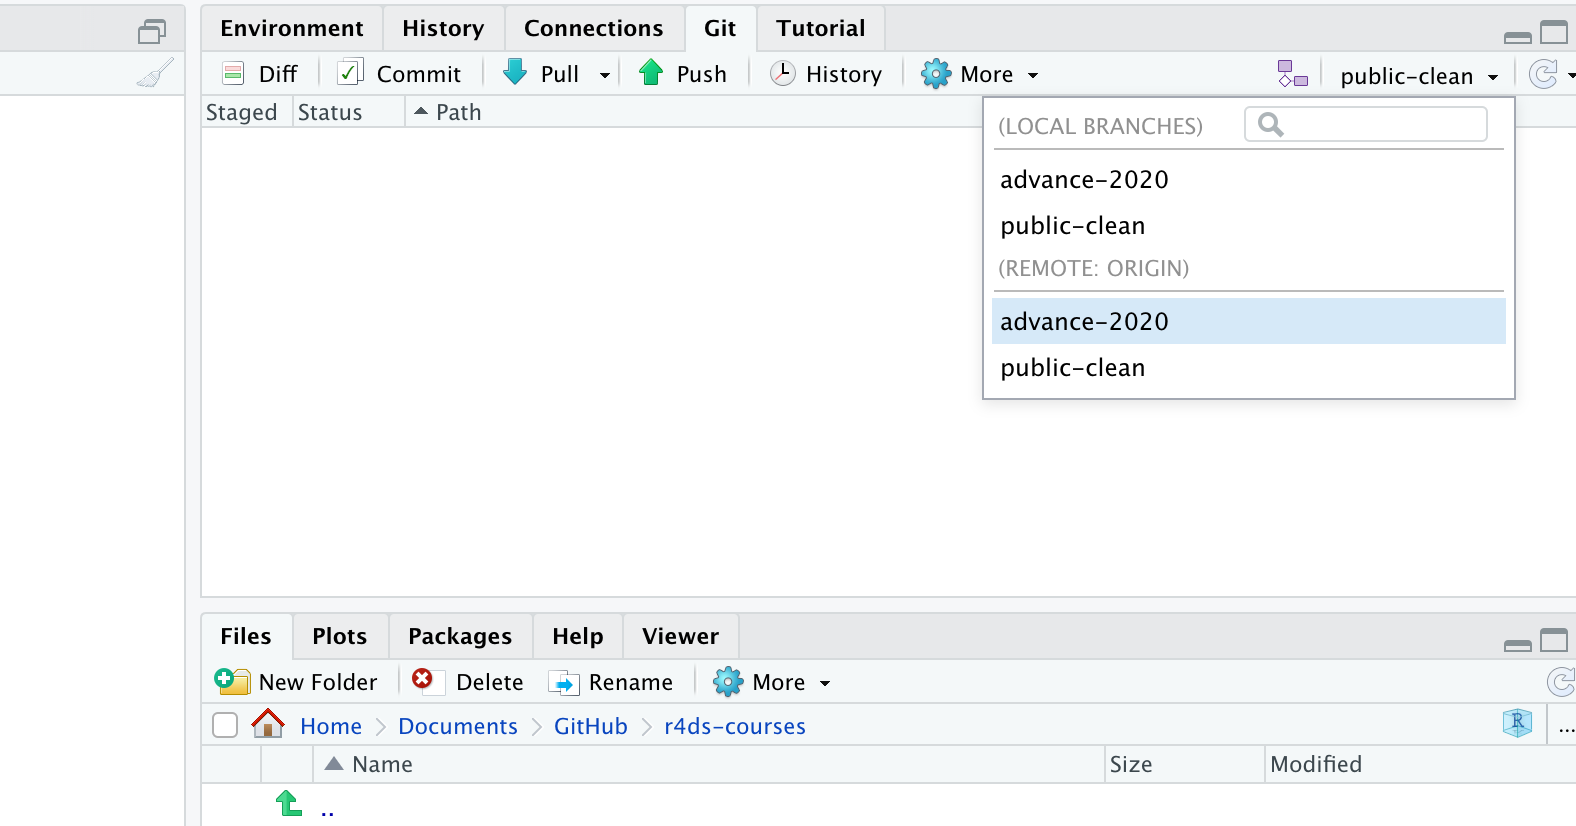 Environment History Connections Git Tutorial
Diff Commit Pull Push History More public-clean
Staged Status Path
(LOCAL BRANCHES)
advance-2020
public-clean
(REMOTE: ORIGIN)
advance-2020
public-clean
Files Plots Packages Help Viewer
New Folder Delete Rename More
Home Documents GitHub r4ds-courses R ...
Name Size Modified
..